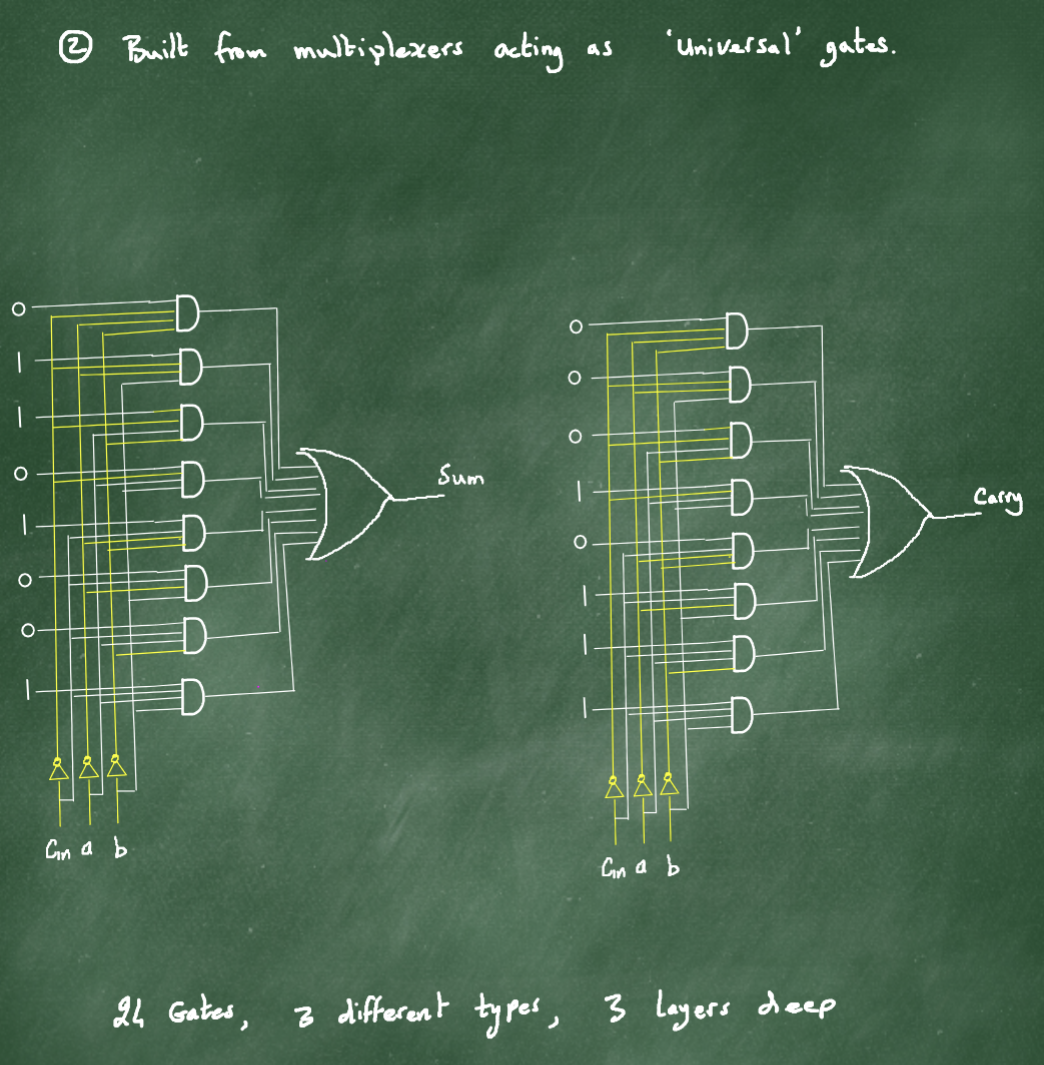 ② Built from multiplexers acting as 'universal' gates.
0
1
1
0
1
0
0
1
Sum
Cin a b
0
0
0
1
0
1
1
1
Carry
Cin a b
24 Gates, 3 different types, 3 layers deep